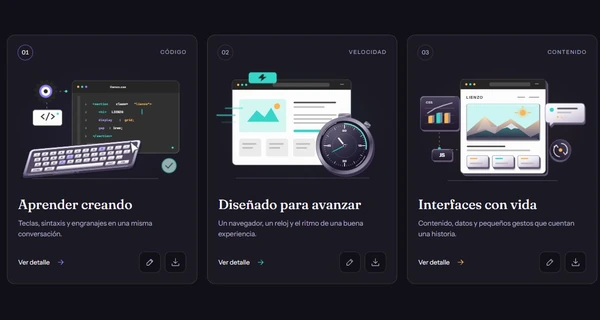 01
CÓDIGO
</>
Aprender creando
Teclas, sintaxis y engranajes en una misma
conversación.
Ver detalle
02
VELOCIDAD
Diseñado para avanzar
Un navegador, un reloj y el ritmo de una buena
experiencia.
Ver detalle
03
CONTENIDO
LIENZO
JS
Interfaces con vida
Contenido, datos y pequeños gestos que cuentan
una historia.
Ver detalle